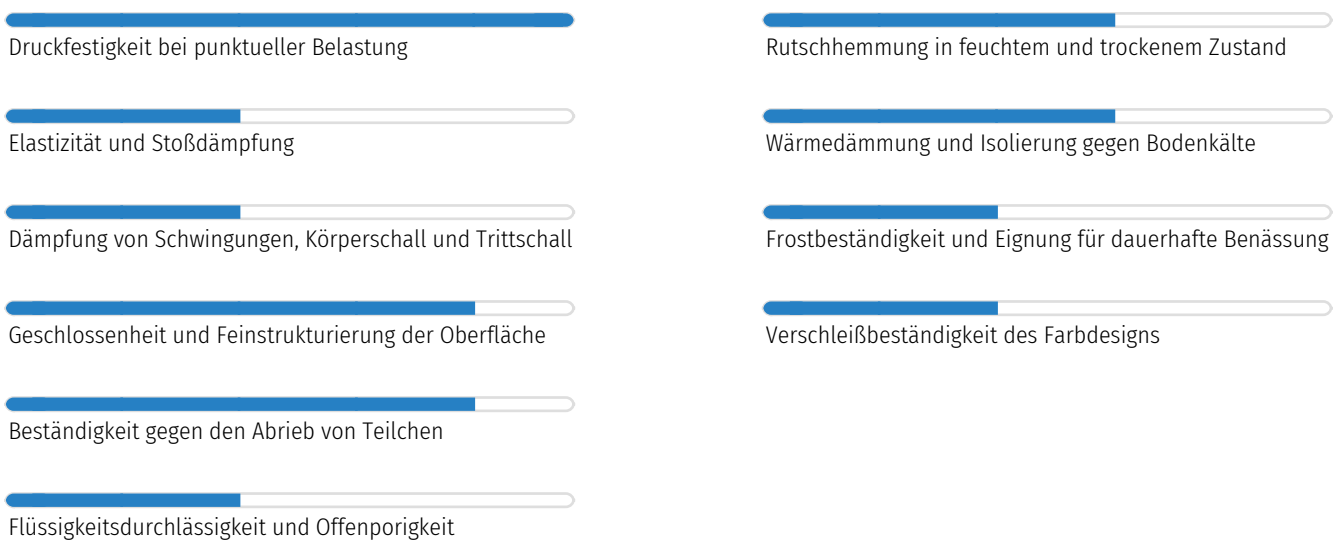 Druckfestigkeit bei punktueller Belastung
Elastizität und Stoßdämpfung
Dämpfung von Schwingungen, Körperschall und Trittschall
Geschlossenheit und Feinstrukturierung der Oberfläche
Beständigkeit gegen den Abrieb von Teilchen
Flüssigkeitsdurchlässigkeit und Offenporigkeit
Rutschhemmung in feuchtem und trockenem Zustand
Wärmedämmung und Isolierung gegen Bodenkälte
Frostbeständigkeit und Eignung für dauerhafte Benässung
Verschleißbeständigkeit des Farbdesigns